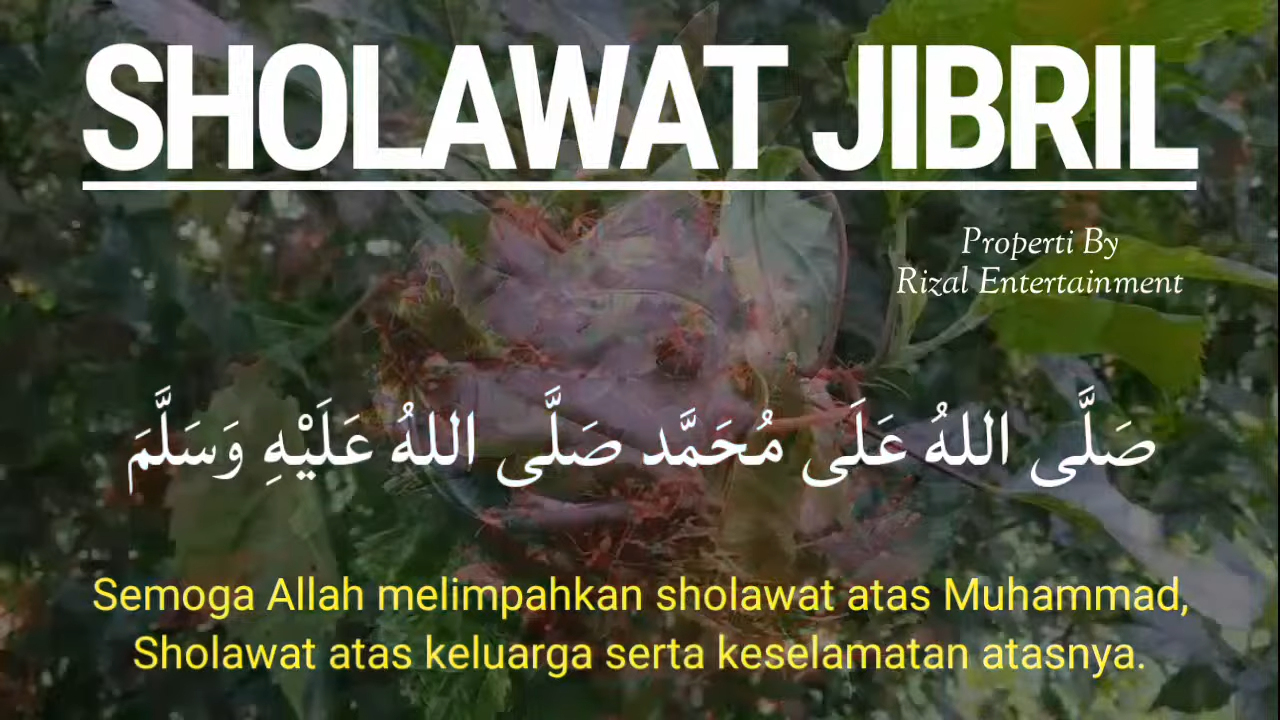 SHOLAWAT JIBRIL
Properti By
Rizal Entertainment
صَلَّى اللهُ عَلَى مُحَمَّد صَلَّى اللهُ عَلَيْهِ وَسَلَّمَ
Semoga Allah melimpahkan sholawat atas Muhammad,
Sholawat atas keluarga serta keselamatan atasnya.